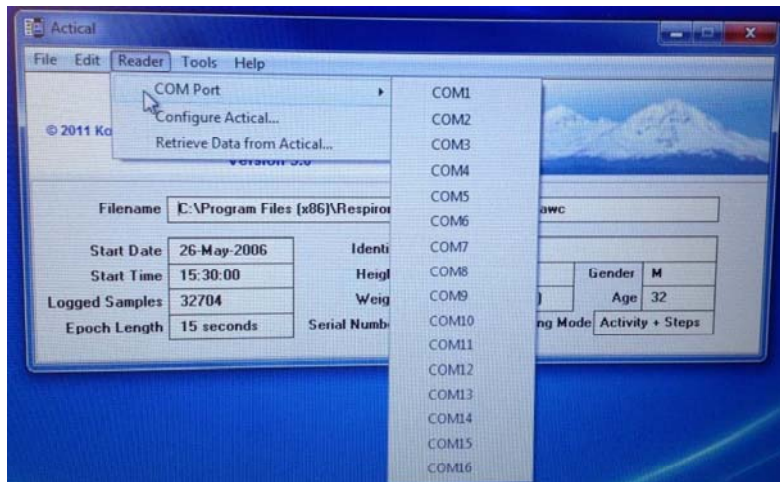 Actical
File Edit Reader Tools Help
COM Port
Configure Actical...
Retrieve Data from Actical...
COM1
COM2
COM3
COM4
COM5
COM6
COM7
COM8
COM9
COM10
COM11
COM12
COM13
COM14
COM15
COM16
© 2011 Ko
Version 3.0
Filename C:\Program Files (x86)\Respiron awc
Start Date 26-May-2006 Identi
Start Time 15:30:00 Heigh Gender M
Logged Samples 32704 Weig ) Age 32
Epoch Length 15 seconds Serial Numb ng Mode Activity + Steps